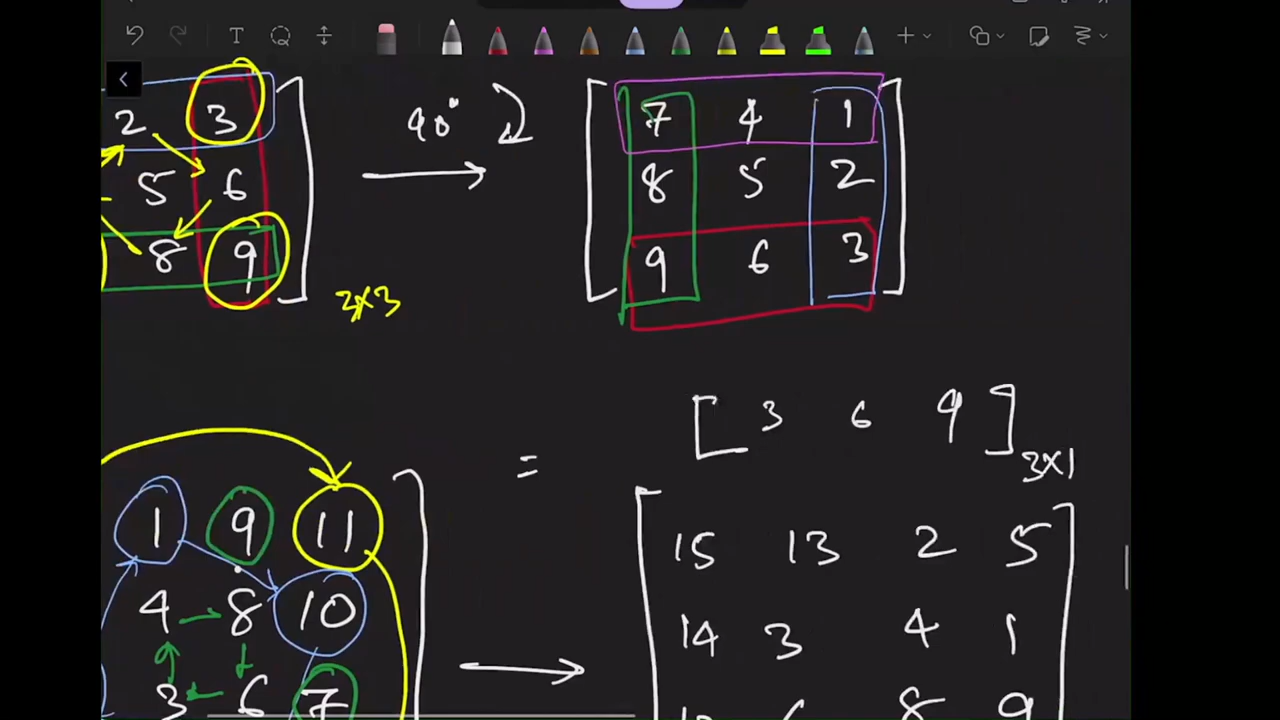 T
2 3
5 6
8 9
3x3
90°
7 4 1
8 5 2
9 6 3
=
[ 3 6 9 ] 3x1
1 9 11
4 8 10
3 6 7
15 13 2 5
14 3 4 1
12 6 8 9